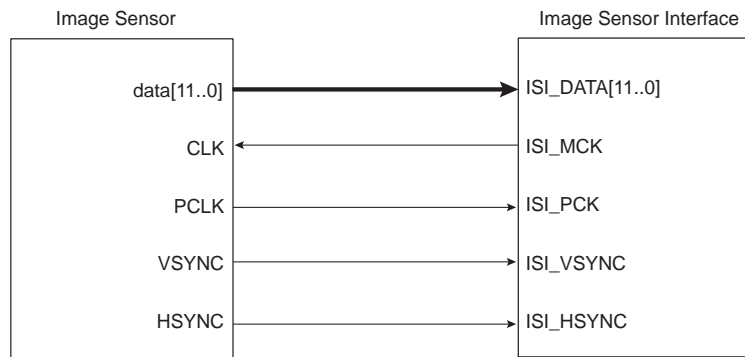 Image Sensor Image Sensor Interface
data[11..0] ISI_DATA[11..0]
CLK ISI_MCK
PCLK ISI_PCK
VSYNC ISI_VSYNC
HSYNC ISI_HSYNC